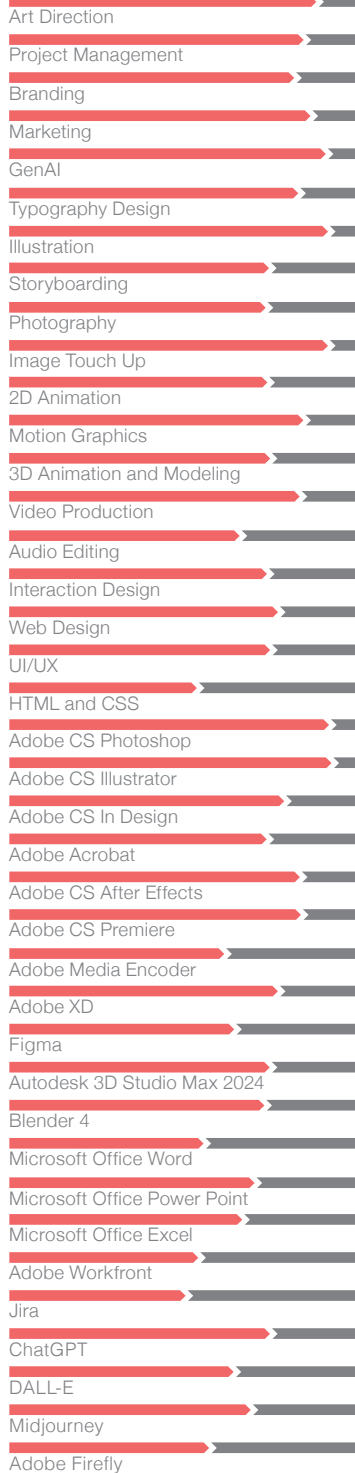 Art Direction
Project Management
Branding
Marketing
GenAI
Typography Design
Illustration
Storyboarding
Photography
Image Touch Up
2D Animation
Motion Graphics
3D Animation and Modeling
Video Production
Audio Editing
Interaction Design
Web Design
UI/UX
HTML and CSS
Adobe CS Photoshop
Adobe CS Illustrator
Adobe CS In Design
Adobe Acrobat
Adobe CS After Effects
Adobe CS Premiere
Adobe Media Encoder
Adobe XD
Figma
Autodesk 3D Studio Max 2024
Blender 4
Microsoft Office Word
Microsoft Office Power Point
Microsoft Office Excel
Adobe Workfront
Jira
ChatGPT
DALL-E
Midjourney
Adobe Firefly